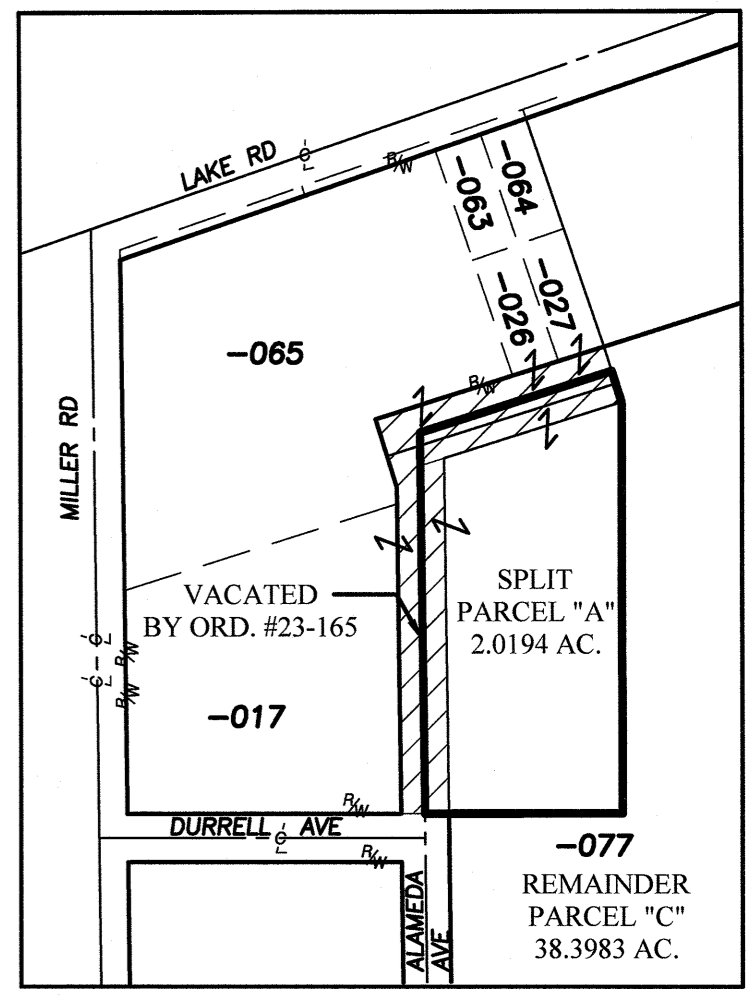 LAKE RD
C
L
R/W
-063
-064
-026
-027
-065
R/W
MILLER RD
VACATED
BY ORD. #23-165
SPLIT
PARCEL "A"
2.0194 AC.
C
L
R/W
C
L
R/W
-017
R/W
DURRELL AVE
C
L
R/W
-077
REMAINDER
PARCEL "C"
38.3983 AC.
ALAMEDA
AVE